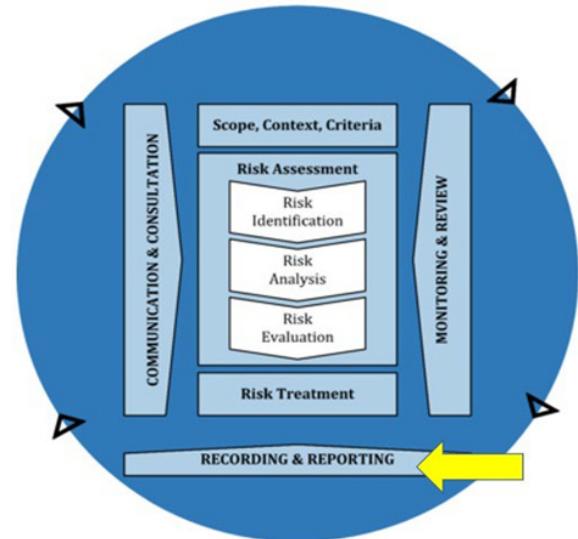 Scope, Context, Criteria
Risk Assessment
Risk
Identification
Risk
Analysis
Risk
Evaluation
Risk Treatment
COMMUNICATION & CONSULTATION
MONITORING & REVIEW
RECORDING & REPORTING